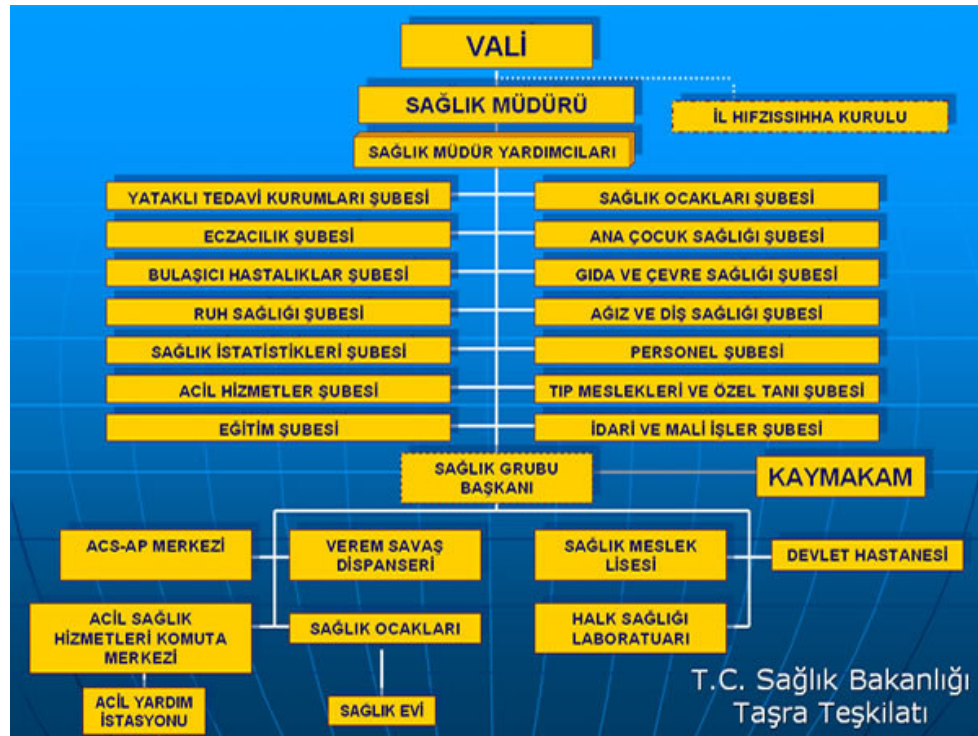 VALİ
SAĞLIK MÜDÜRÜ
İL HIFZISSIHHA KURULU
SAĞLIK MÜDÜR YARDIMCILARI
YATAKLI TEDAVİ KURUMLARI ŞUBESİ
SAĞLIK OCAKLARI ŞUBESİ
ECZACILIK ŞUBESİ
ANA ÇOCUK SAĞLIĞI ŞUBESİ
BULAŞICI HASTALIKLAR ŞUBESİ
GIDA VE ÇEVRE SAĞLIĞI ŞUBESİ
RUH SAĞLIĞI ŞUBESİ
AĞIZ VE DİŞ SAĞLIĞI ŞUBESİ
SAĞLIK İSTATİSTİKLERİ ŞUBESİ
PERSONEL ŞUBESİ
ACİL HİZMETLER ŞUBESİ
TIP MESLEKLERİ VE ÖZEL TANI ŞUBESİ
EĞİTİM ŞUBESİ
İDARİ VE MALİ İŞLER ŞUBESİ
SAĞLIK GRUBU
BAŞKANI
KAYMAKAM
ACS-AP MERKEZİ
VEREM SAVAŞ
DİSPANSERİ
SAĞLIK MESLEK
LİSESİ
DEVLET HASTANESİ
ACİL SAĞLIK
HİZMETLERİ KOMUTA
MERKEZİ
SAĞLIK OCAKLARI
HALK SAĞLIĞI
LABORATUARI
ACİL YARDIM
İSTASYONU
SAĞLIK EVİ
T.C. Sağlık Bakanlığı
Taşra Teşkilatı